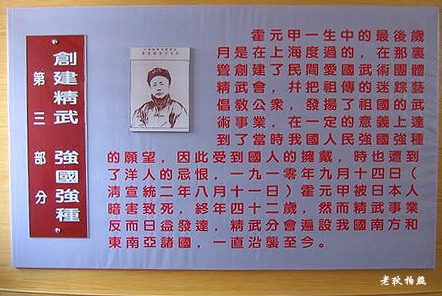 創建精武 強國強種
第三部分
霍元甲一生中的最後歲
月是在上海度過的，在那裏
曾創建了民間愛國武術團體
精武會，幷把祖傳的迷踪藝
倡教公衆，發揚了祖國的武
術事業，在一定的意義上達
到了當時我國人民強國強種
的願望，因此受到國人的擁戴，時也遭到
了洋人的忌恨，一九一零年九月十四日（
清宣統二年八月十一日）霍元甲被日本人
暗害致死，終年四十二歲，然而精武事業
反而日益發達，精武分會遍設我國南方和
東南亞諸國，一直沿襲至今。
老狄拍攝